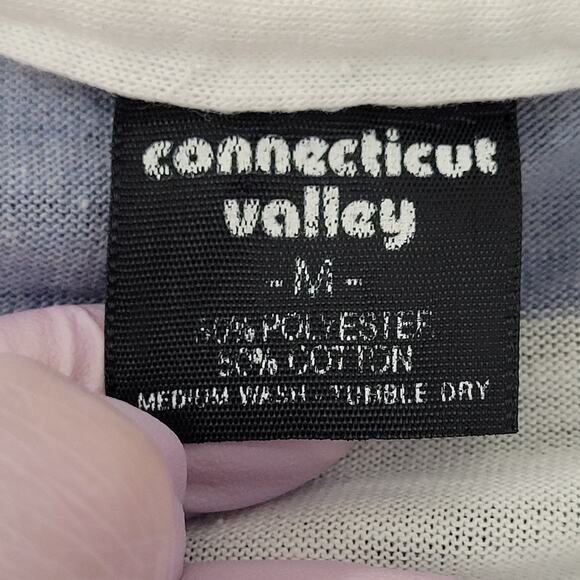 connecticut
valley
-M-
50% POLYESTER
50% COTTON
MEDIUM WASH - TUMBLE DRY